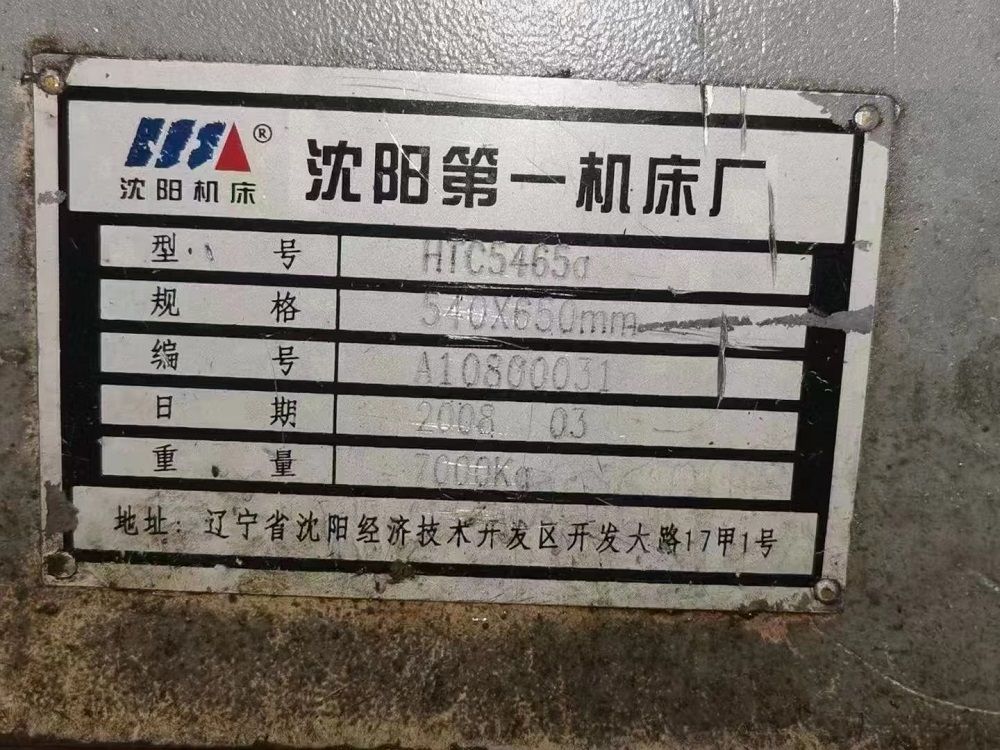 沈阳机床®
沈阳第一机床厂
型号 HTC5465a
规格 540X650mm
编号 A10800031
日期 2008 03
重量 7000Kg
地址：辽宁省沈阳经济技术开发区开发大路17甲1号